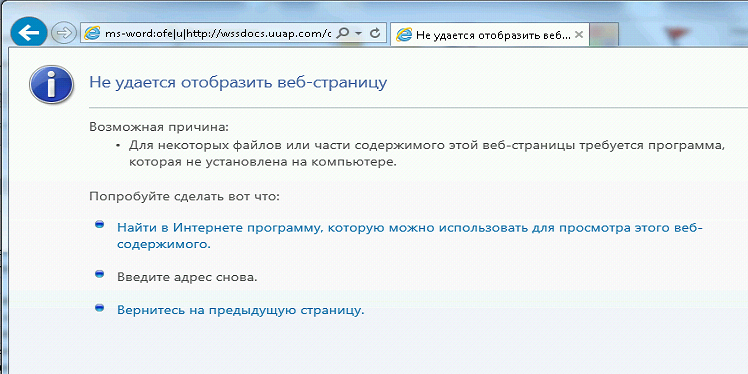 ms-word:ofe|u|http://wssdocs.uuap.com/c
Не удается отобразить веб...
Не удается отобразить веб-страницу
Возможная причина:
• Для некоторых файлов или части содержимого этой веб-страницы требуется программа,
которая не установлена на компьютере.
Попробуйте сделать вот что:
Найти в Интернете программу, которую можно использовать для просмотра этого веб-
содержимого.
Введите адрес снова.
Вернитесь на предыдущую страницу.